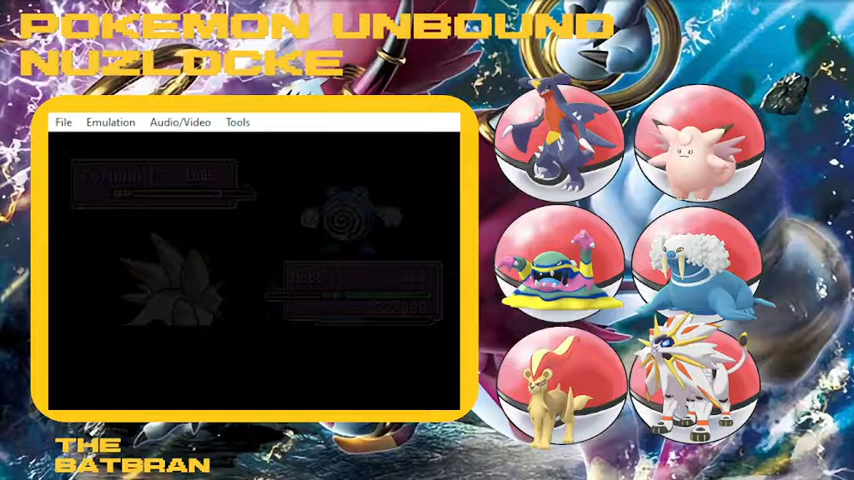 POKEMON UNBOUND
NUZLOCKE
File Emulation Audio/Video Tools
THE
BATBRAN